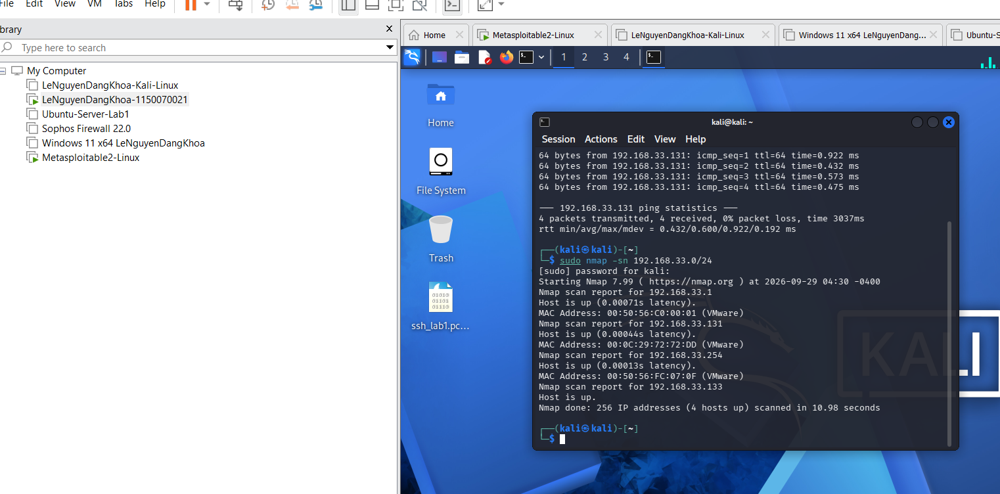 File Edit View VM Tabs Help
brary
Type here to search
My Computer
LeNguyenDangKhoa-Kali-Linux
LeNguyenDangKhoa-1150070021
Ubuntu-Server-Lab1
Sophos Firewall 22.0
Windows 11 x64 LeNguyenDangKhoa
Metasploitable2-Linux
Home Metasploitable2-Linux LeNguyenDangKhoa-Kali-Linux Windows 11 x64 LeNguyenDang... Ubuntu-S
1 2 3 4
Home
File System
Trash
01010
01101
01110
ssh_lab1.pc...
kali@kali: ~
Session Actions Edit View Help
64 bytes from 192.168.33.131: icmp_seq=1 ttl=64 time=0.922 ms
64 bytes from 192.168.33.131: icmp_seq=2 ttl=64 time=0.432 ms
64 bytes from 192.168.33.131: icmp_seq=3 ttl=64 time=0.573 ms
64 bytes from 192.168.33.131: icmp_seq=4 ttl=64 time=0.475 ms
--- 192.168.33.131 ping statistics ---
4 packets transmitted, 4 received, 0% packet loss, time 3037ms
rtt min/avg/max/mdev = 0.432/0.600/0.922/0.192 ms
┌──(kali㉿kali)-[~]
└─$ sudo nmap -sn 192.168.33.0/24
[sudo] password for kali:
Starting Nmap 7.99 ( https://nmap.org ) at 2026-09-29 04:30 -0400
Nmap scan report for 192.168.33.1
Host is up (0.00071s latency).
MAC Address: 00:50:56:C0:00:01 (VMware)
Nmap scan report for 192.168.33.131
Host is up (0.00044s latency).
MAC Address: 00:0C:29:72:72:DD (VMware)
Nmap scan report for 192.168.33.254
Host is up (0.00013s latency).
MAC Address: 00:50:56:FC:07:0F (VMware)
Nmap scan report for 192.168.33.133
Host is up.
Nmap done: 256 IP addresses (4 hosts up) scanned in 10.98 seconds
┌──(kali㉿kali)-[~]
└─$
KALI